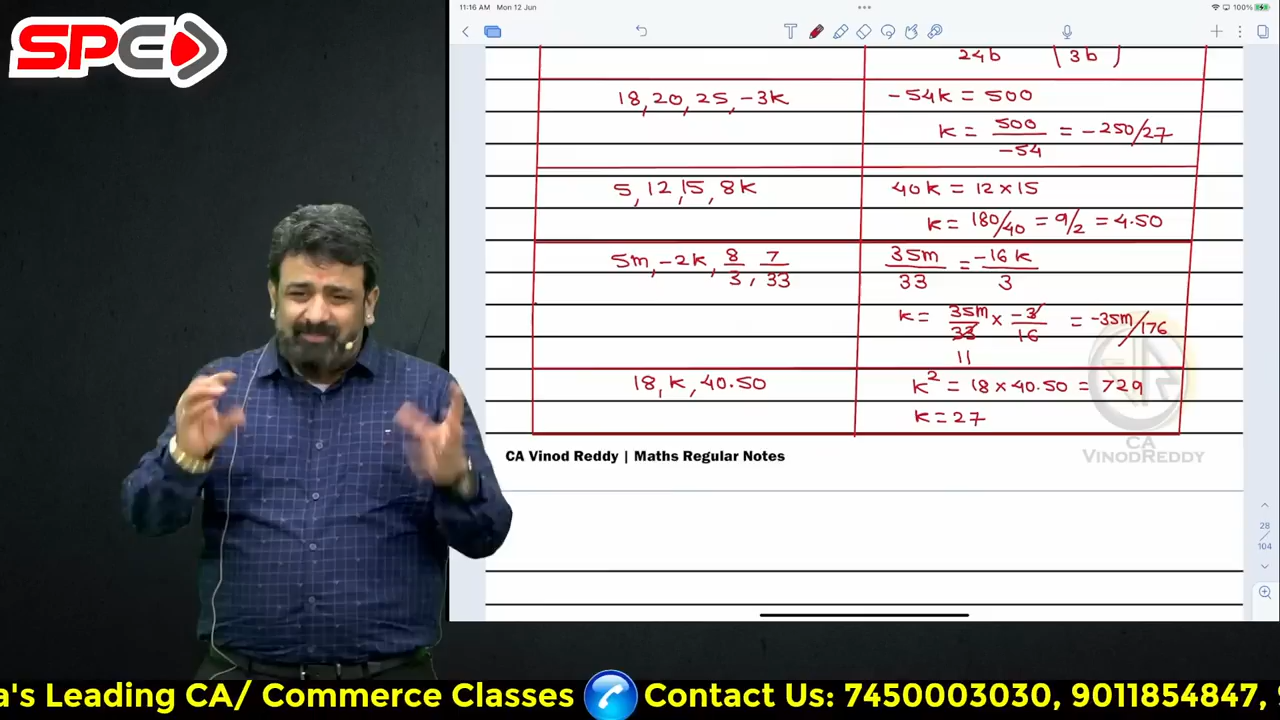 11:16 AM Mon 12 Jun
100%
SPC
T
24b (3b)
18, 20, 25, -3k
-54k = 500
k = 500/-54 = -250/27
5, 12, 15, 8k
40k = 12 × 15
k = 180/40 = 9/2 = 4.50
5m, -2k, 8/3, 7/33
35m/33 = -16k/3
k = 35m/33 × -3/16 = -35m/176
11
18, k, 40.50
k² = 18 × 40.50 = 729
k = 27
CA
VINODREDDY
CA Vinod Reddy | Maths Regular Notes
28
/
104
a's Leading CA/ Commerce Classes Contact Us: 7450003030, 9011854847,